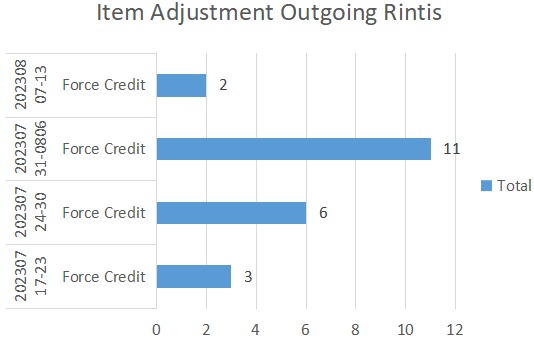 Item Adjustment Outgoing Rintis
202308
07-13
Force Credit
2
202307
31-0806
Force Credit
11
202307
24-30
Force Credit
6
202307
17-23
Force Credit
3
Total
0 2 4 6 8 10 12